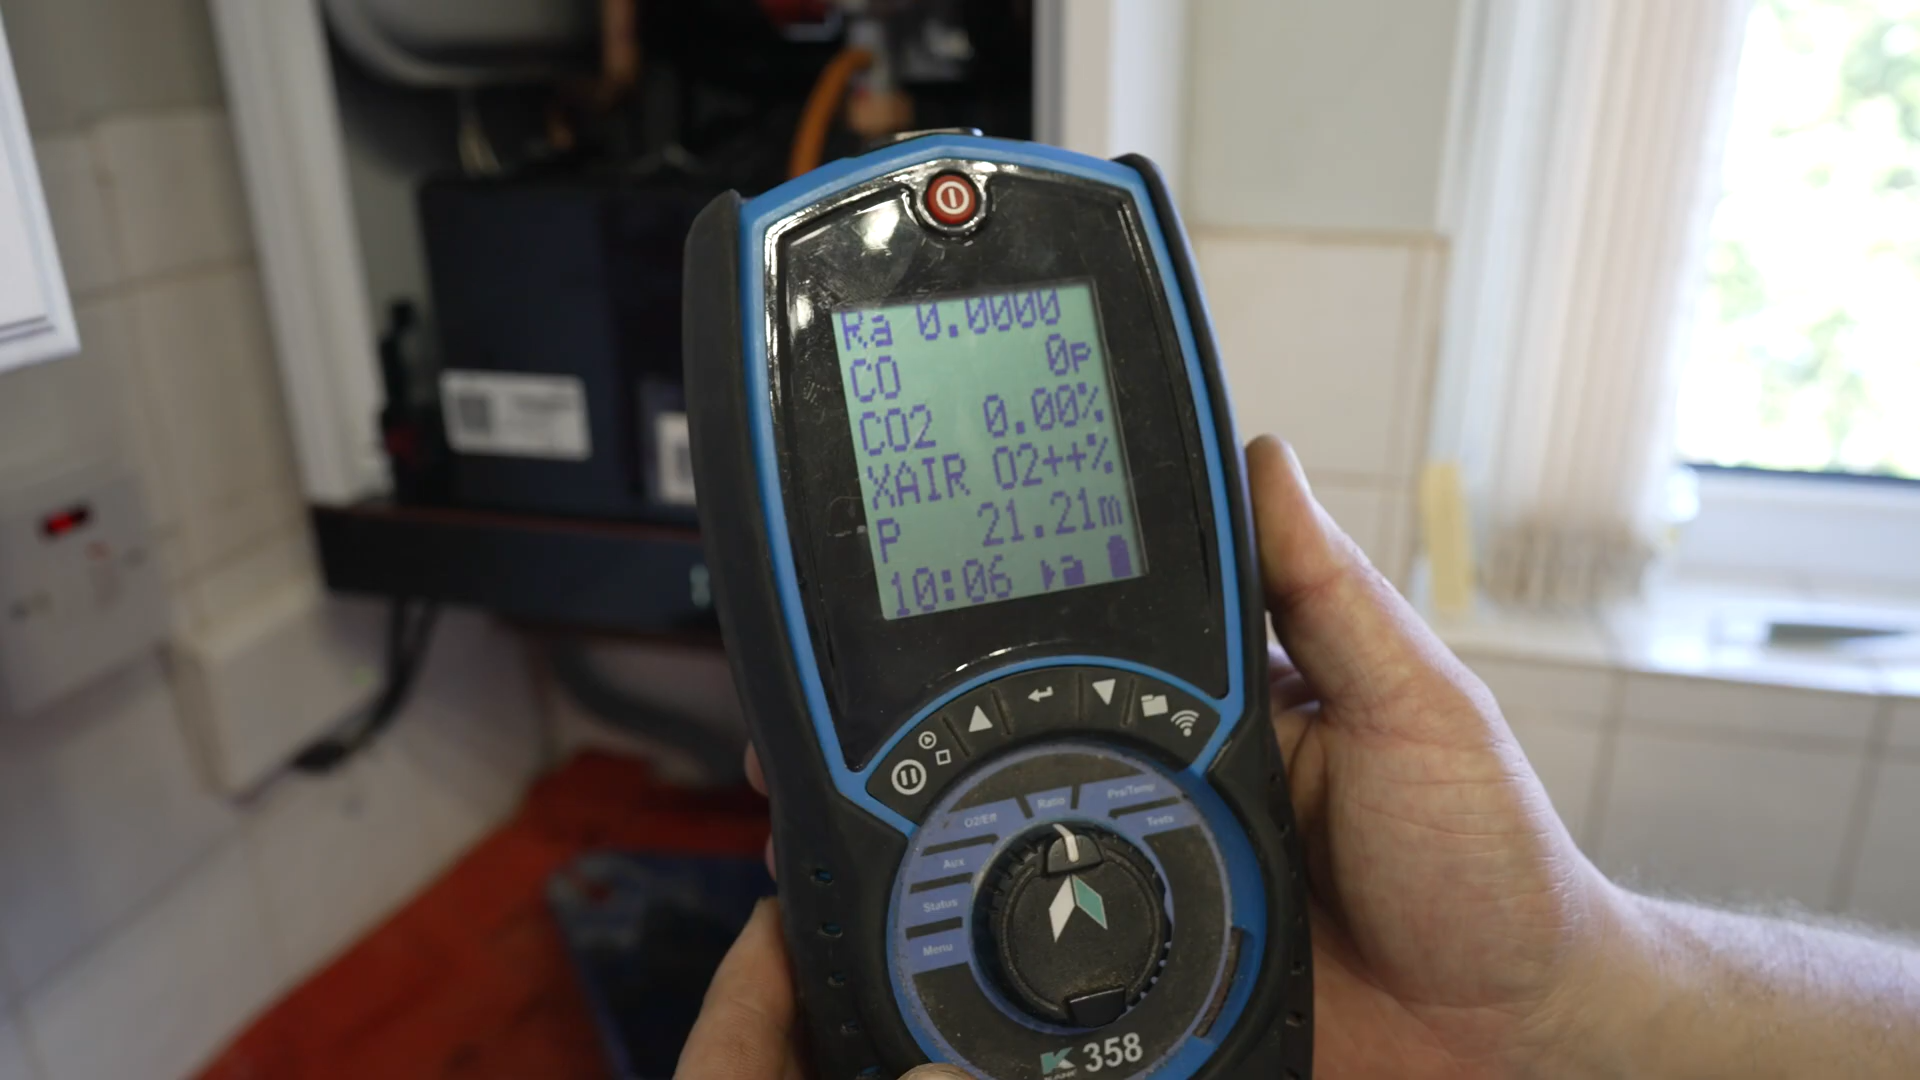 Ra 0.0000
CO 0p
CO2 0.00%
XAIR O2++%
P 21.21m
10:06
Ratio
O2/Eff
Prs/Temp
Tests
Aux
Status
Menu
K 358